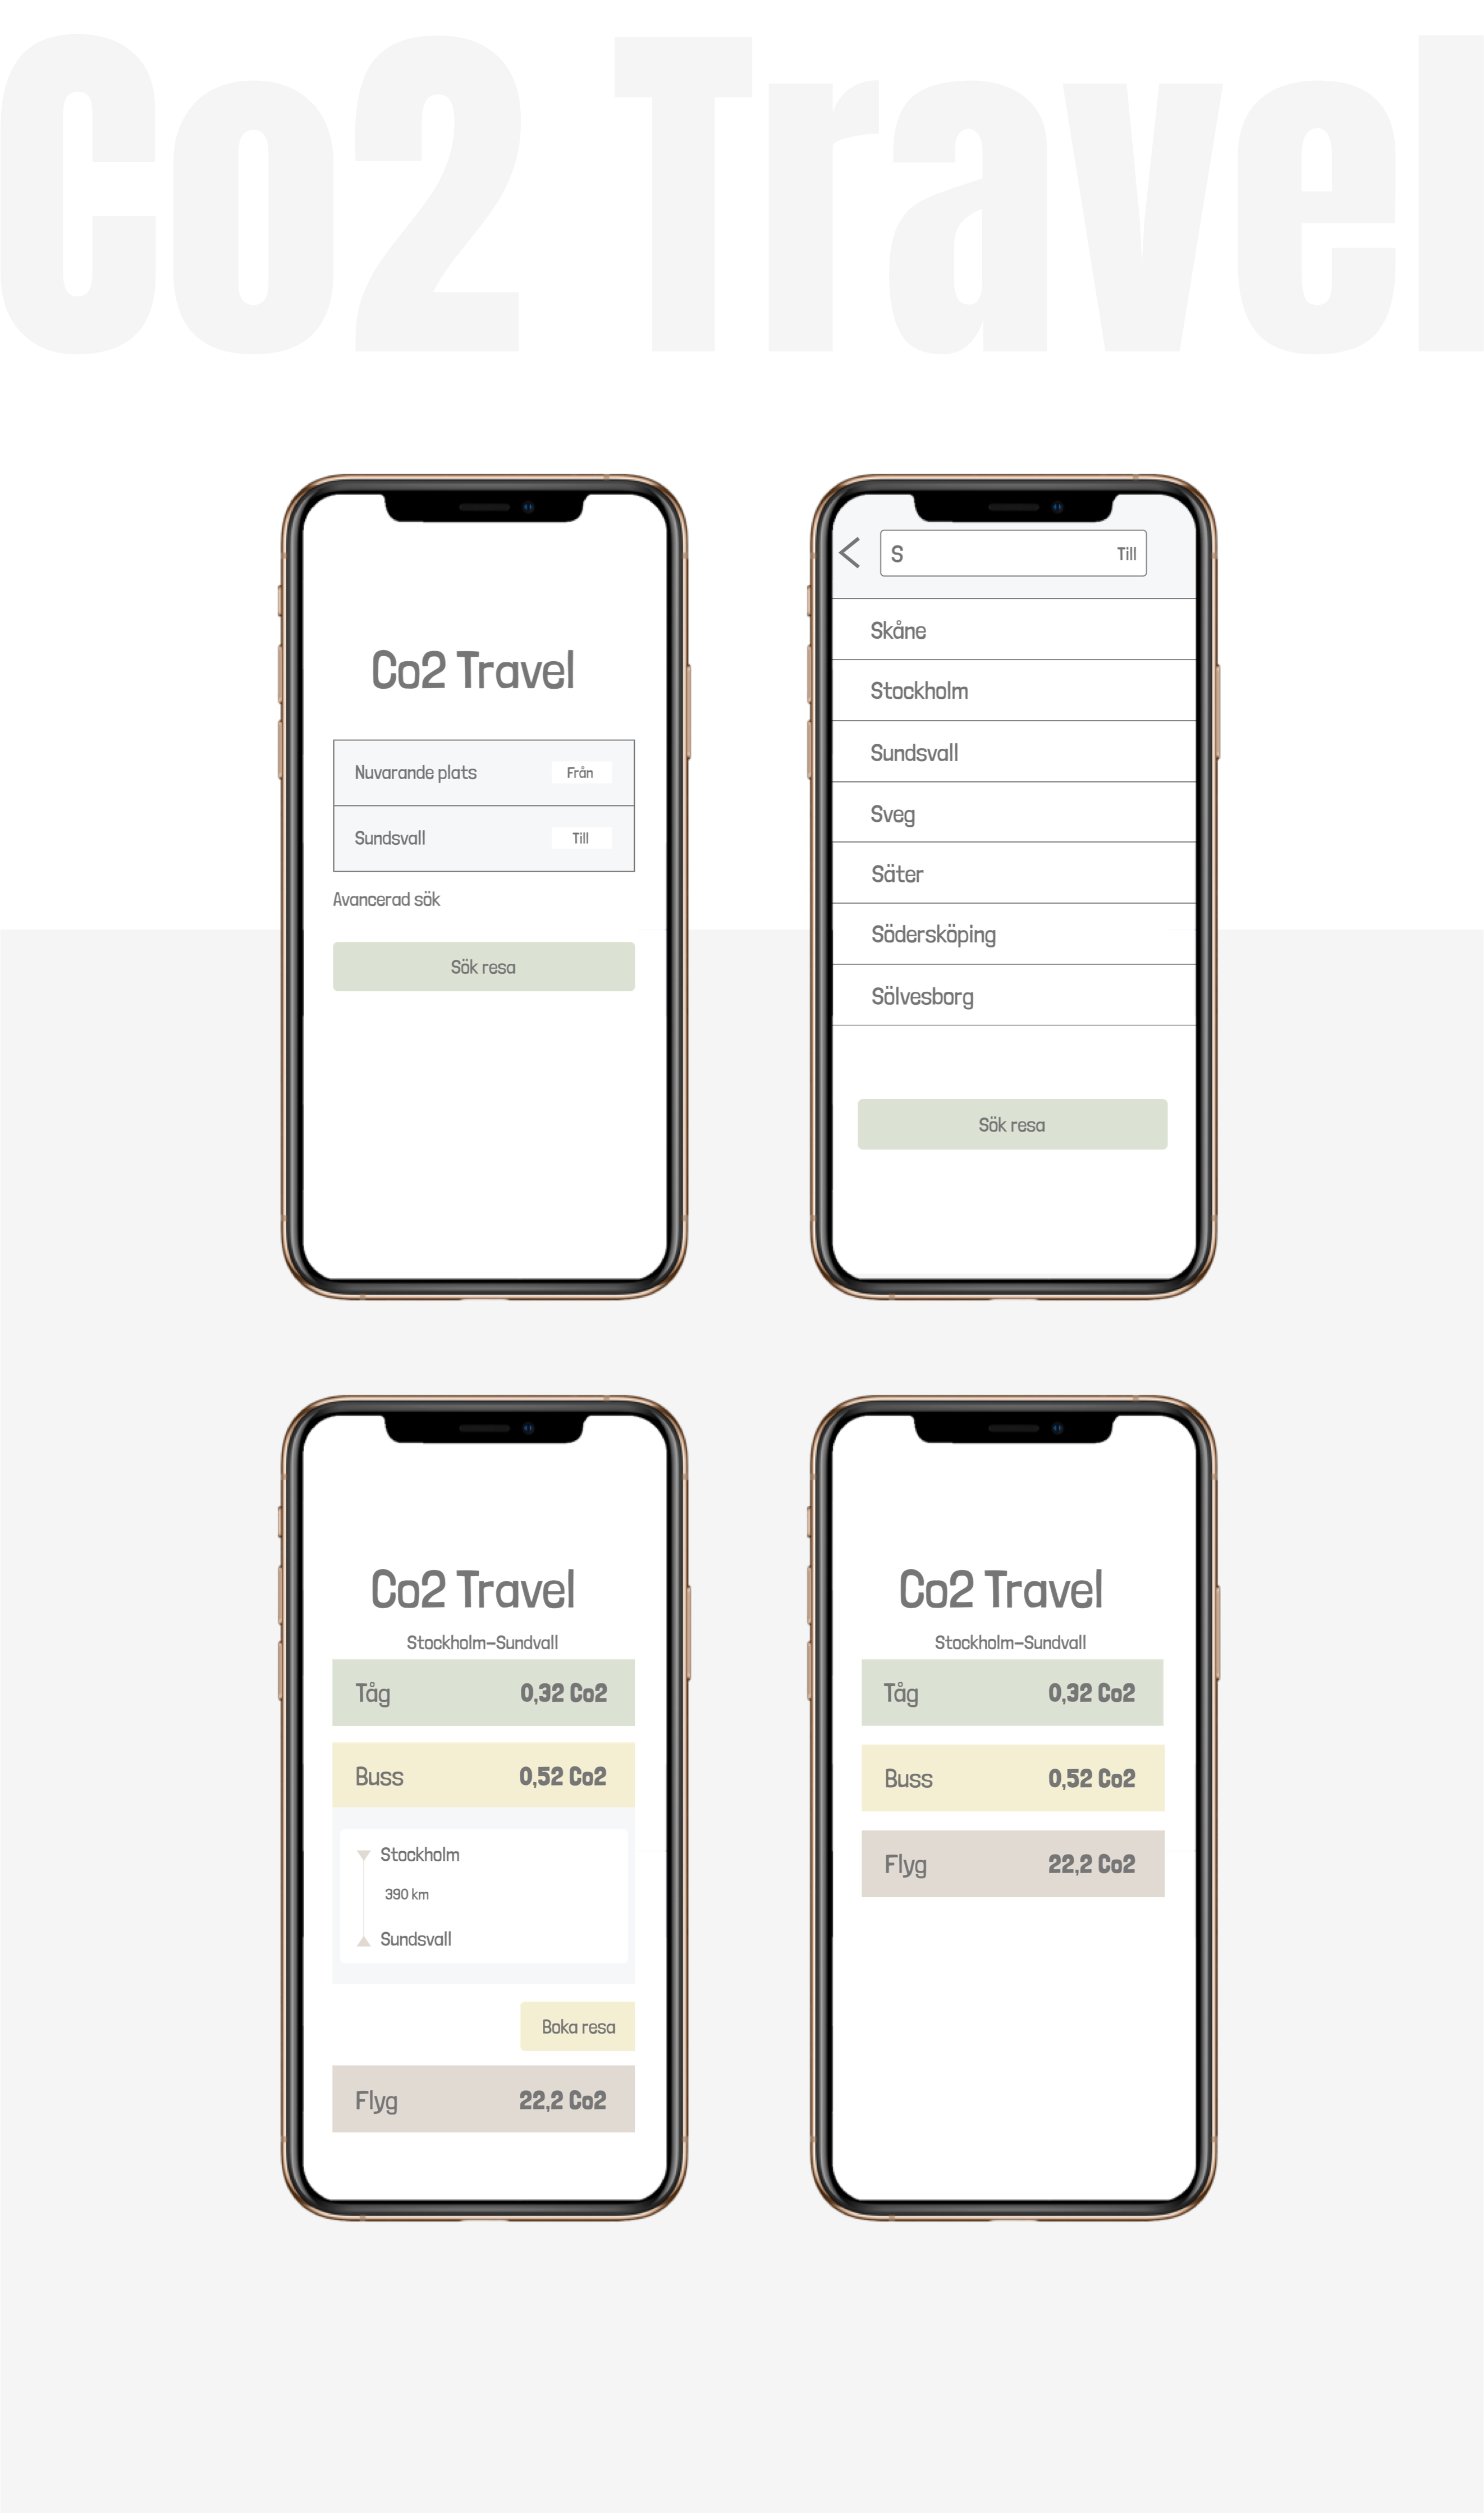 Co2 Travel
Co2 Travel
Nuvarande plats Från
Sundsvall Till
Avancerad sök
Sök resa
S Till
Skåne
Stockholm
Sundsvall
Sveg
Säter
Södersköping
Sölvesborg
Sök resa
Co2 Travel
Stockholm-Sundvall
Tåg 0,32 Co2
Buss 0,52 Co2
Stockholm
390 km
Sundsvall
Boka resa
Flyg 22,2 Co2
Co2 Travel
Stockholm-Sundvall
Tåg 0,32 Co2
Buss 0,52 Co2
Flyg 22,2 Co2